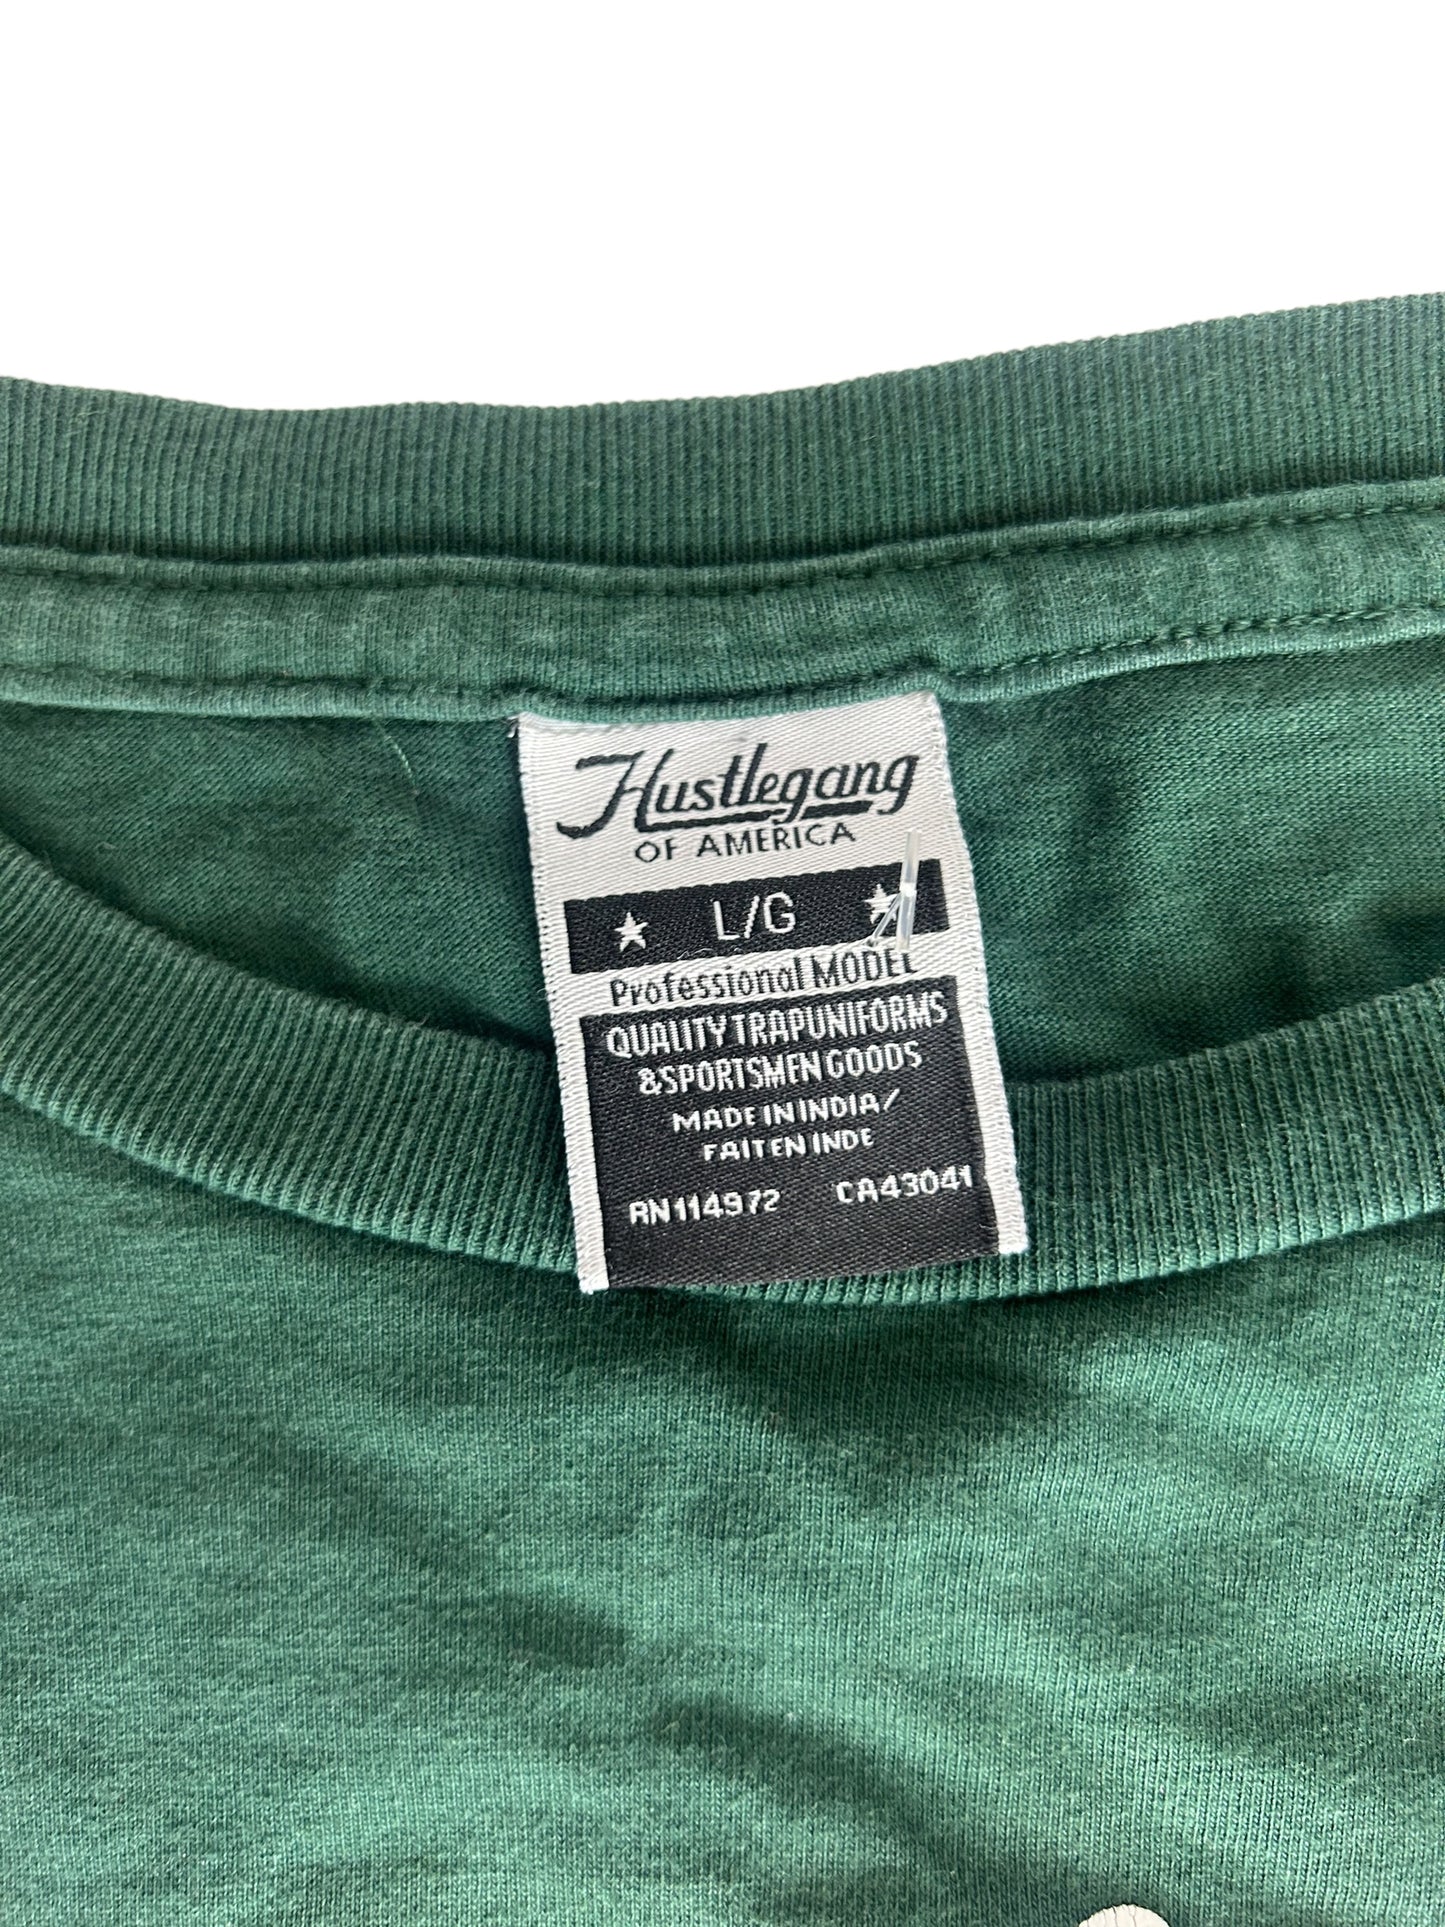 Hustlegang
OF AMERICA
L/G
Professional MODEL
QUALITY TRAPUNIFORMS
&SPORTSMEN GOODS
MADE IN INDIA/
FAIT EN INDE
RN114972 CA43041